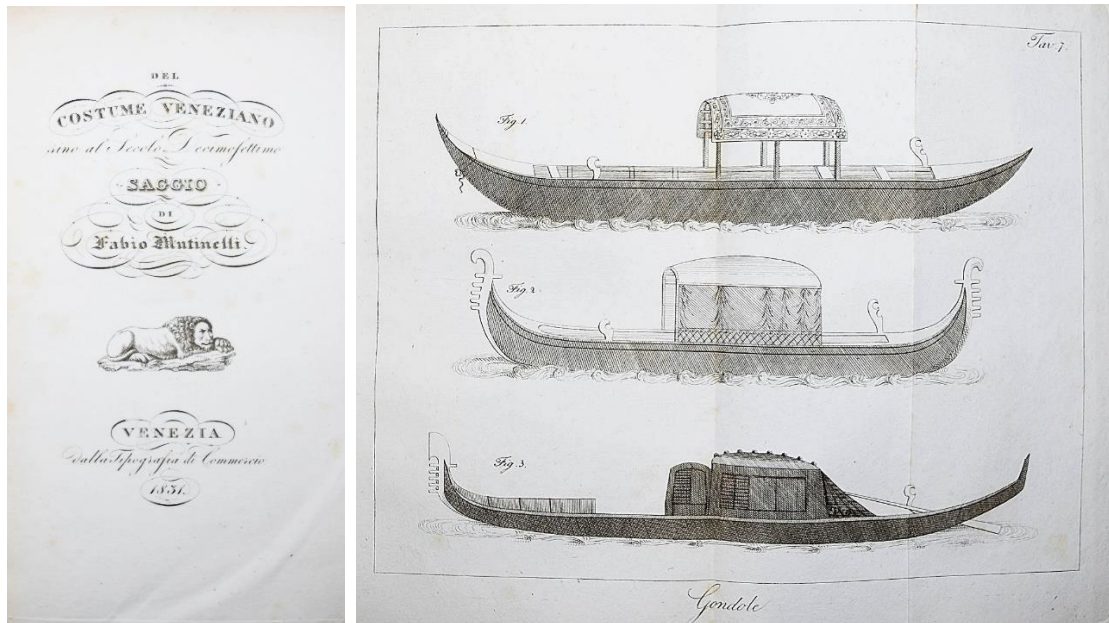 DEL
COSTUME VENEZIANO
sino al Secolo Decimosettimo
SAGGIO
DI
Fabio Mutinelli
VENEZIA
dalla Tipografia di Commercio
1831.
Tav. 7.
Fig. 1.
Fig. 2.
Fig. 3.
Gondole